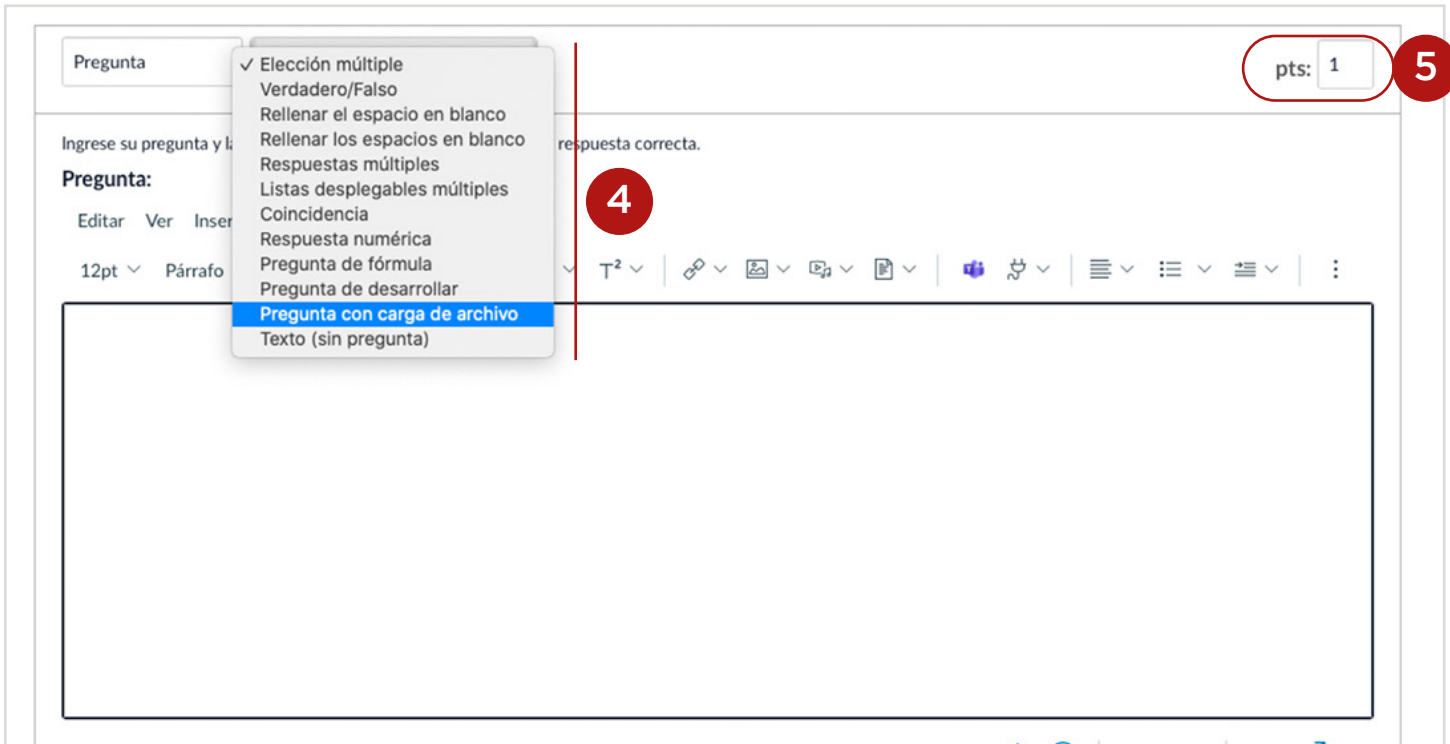 Pregunta
✓ Elección múltiple
Verdadero/Falso
Rellenar el espacio en blanco
Rellenar los espacios en blanco
Respuestas múltiples
Listas desplegables múltiples
Coincidencia
Respuesta numérica
Pregunta de fórmula
Pregunta de desarrollar
Pregunta con carga de archivo
Texto (sin pregunta)
pts: 1
5
4
Ingrese su pregunta y respuesta correcta.
Pregunta:
Editar Ver
12pt Párrafo T²